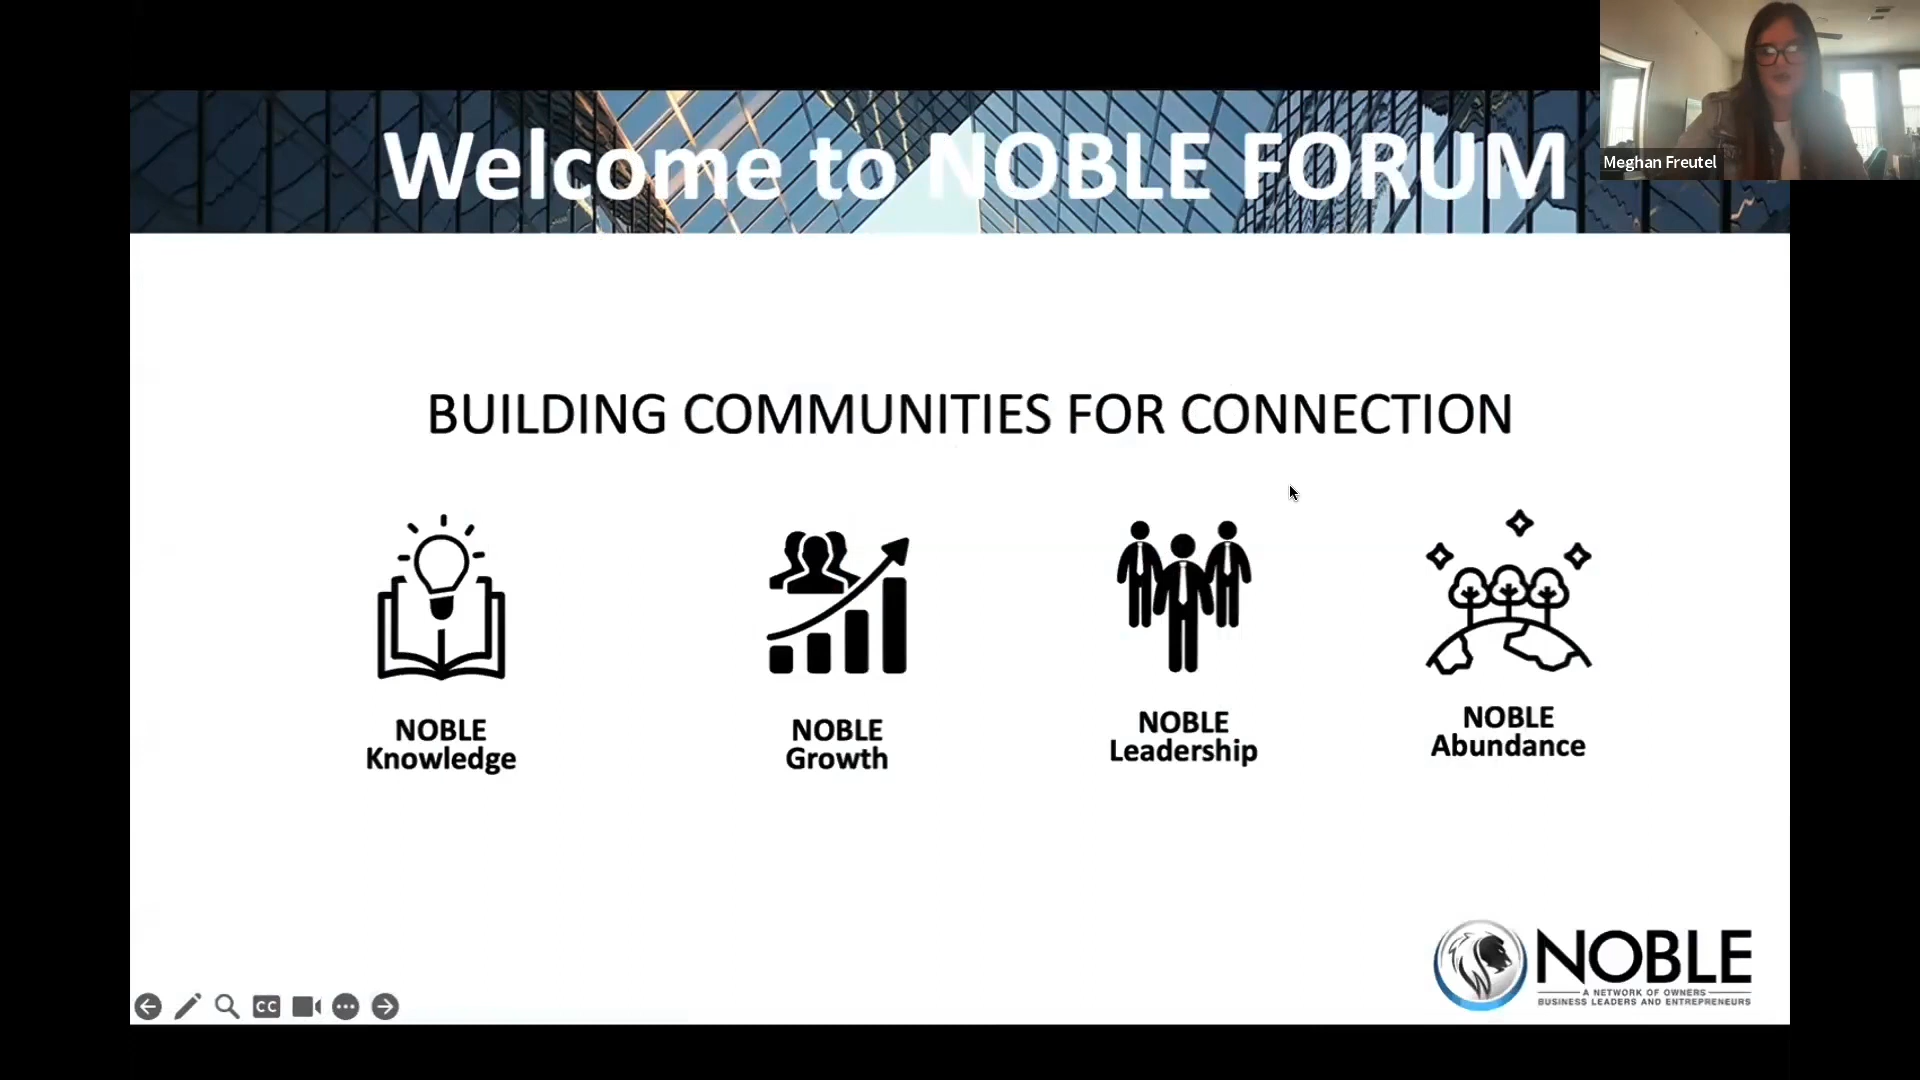 Welcome to NOBLE FORUM
Meghan Freutel
BUILDING COMMUNITIES FOR CONNECTION
NOBLE
Knowledge
NOBLE
Growth
NOBLE
Leadership
NOBLE
Abundance
NOBLE
A NETWORK OF OWNERS
BUSINESS LEADERS AND ENTREPRENEURS
CC